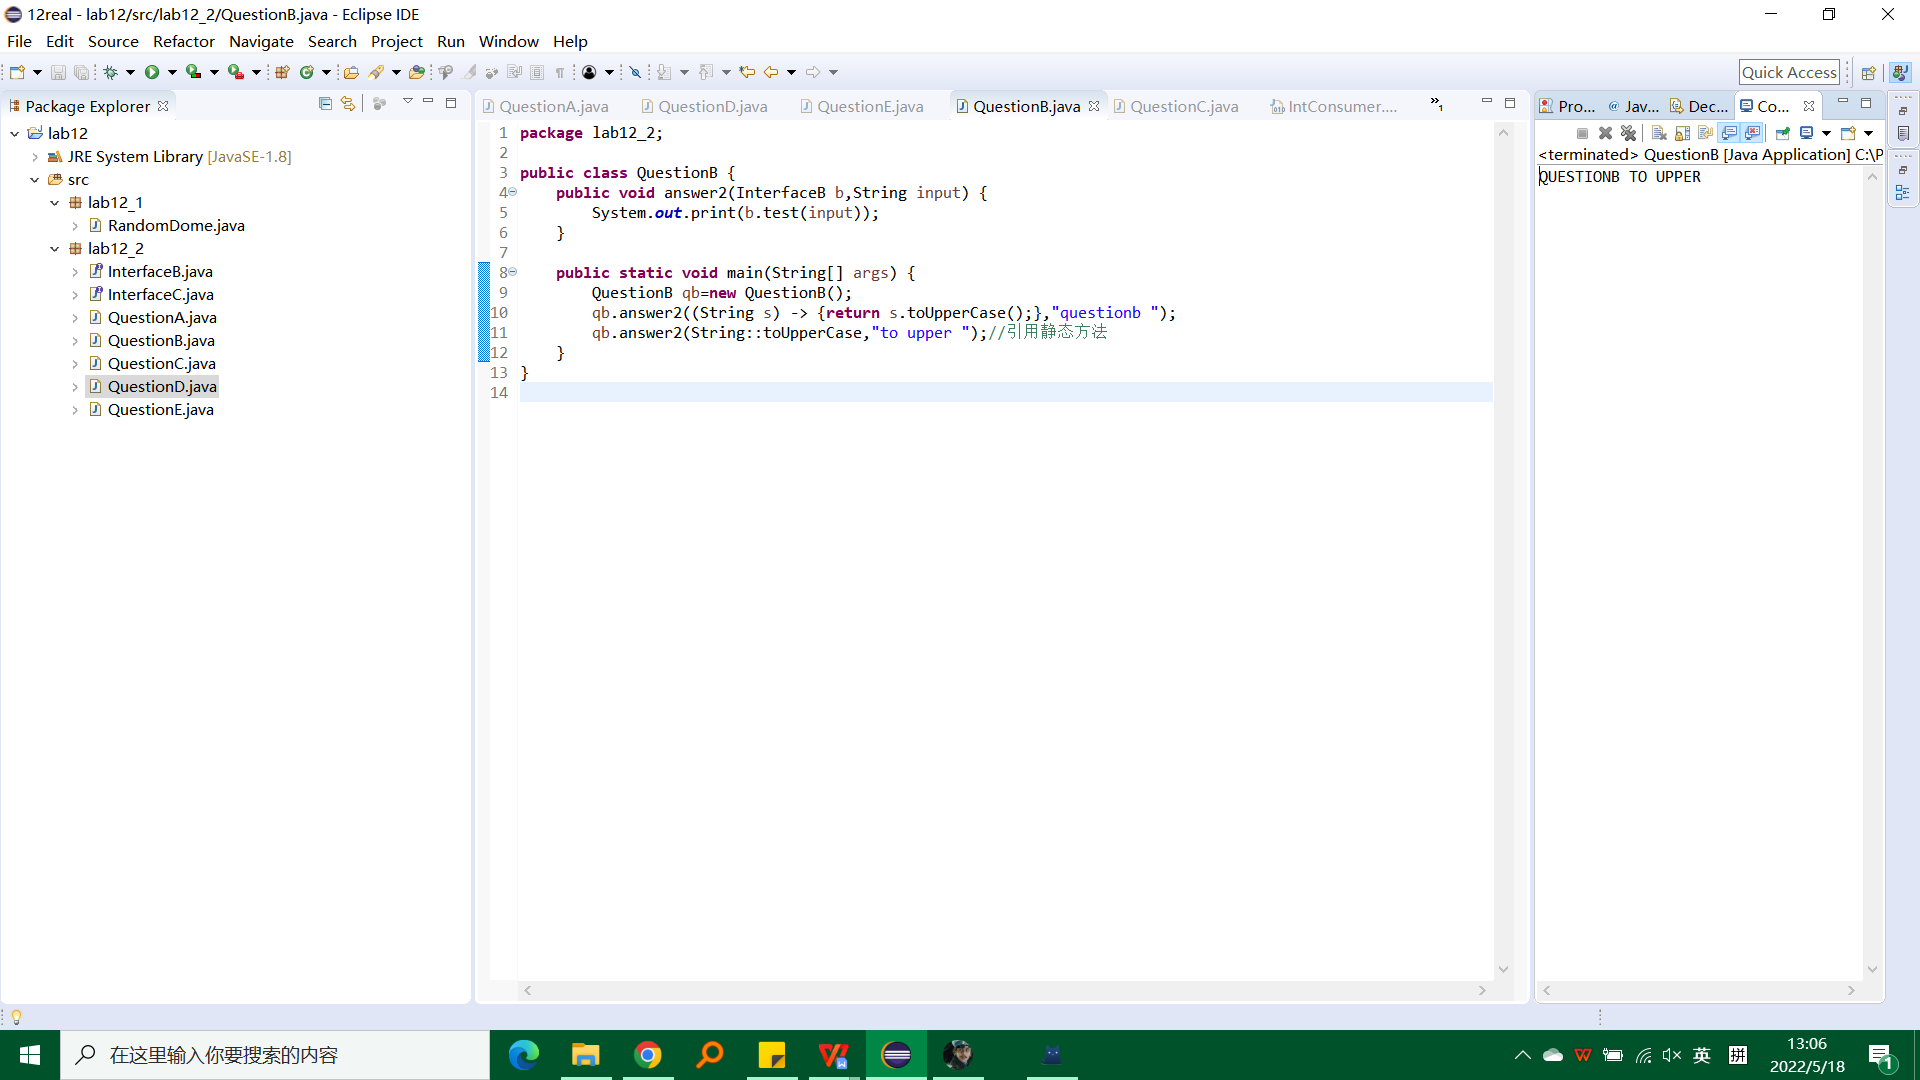 12real - lab12/src/lab12_2/QuestionB.java - Eclipse IDE
File Edit Source Refactor Navigate Search Project Run Window Help
Quick Access
Package Explorer
lab12
JRE System Library [JavaSE-1.8]
src
lab12_1
RandomDome.java
lab12_2
InterfaceB.java
InterfaceC.java
QuestionA.java
QuestionB.java
QuestionC.java
QuestionD.java
QuestionE.java
QuestionA.java QuestionD.java QuestionE.java QuestionB.java QuestionC.java IntConsumer.... »1
1 package lab12_2;
2
3 public class QuestionB {
4 public void answer2(InterfaceB b,String input) {
5 System.out.print(b.test(input));
6 }
7
8 public static void main(String[] args) {
9 QuestionB qb=new QuestionB();
10 qb.answer2((String s) -> {return s.toUpperCase();},"questionb ");
11 qb.answer2(String::toUpperCase,"to upper ");//引用静态方法
12 }
13 }
14
Pro... @ Jav... Dec... Co...
<terminated> QuestionB [Java Application] C:\P
QUESTIONB TO UPPER
在这里输入你要搜索的内容
英 拼
13:06
2022/5/18
1